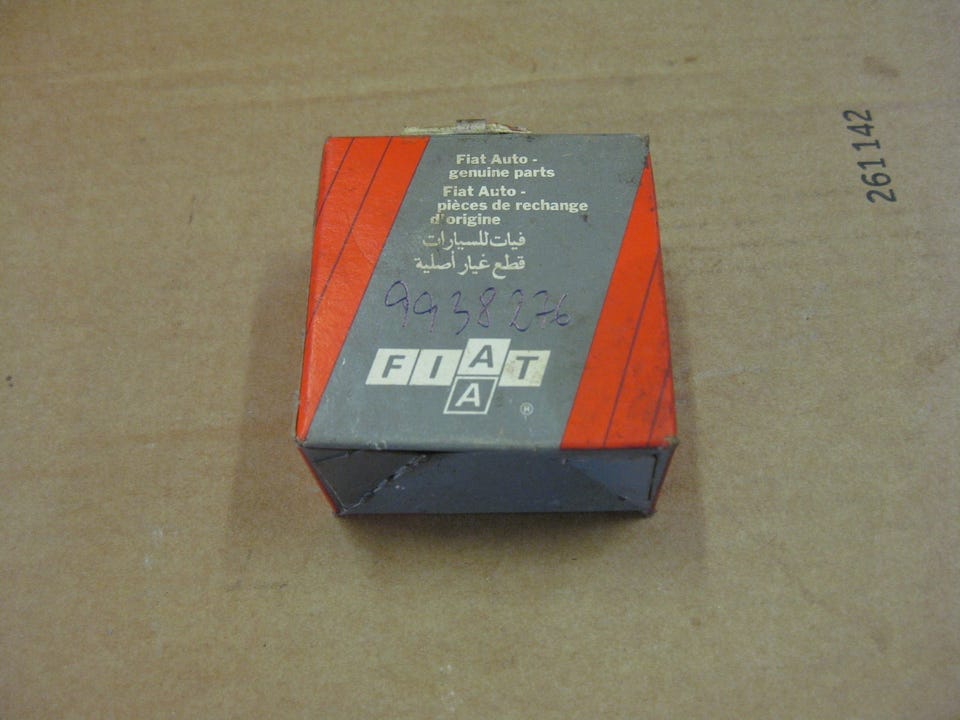 Fiat Auto -
genuine parts
Fiat Auto -
pièces de rechange
d'origine
فيات للسيارات
قطع غيار أصلية
9938276
FIAT
A
®
261142